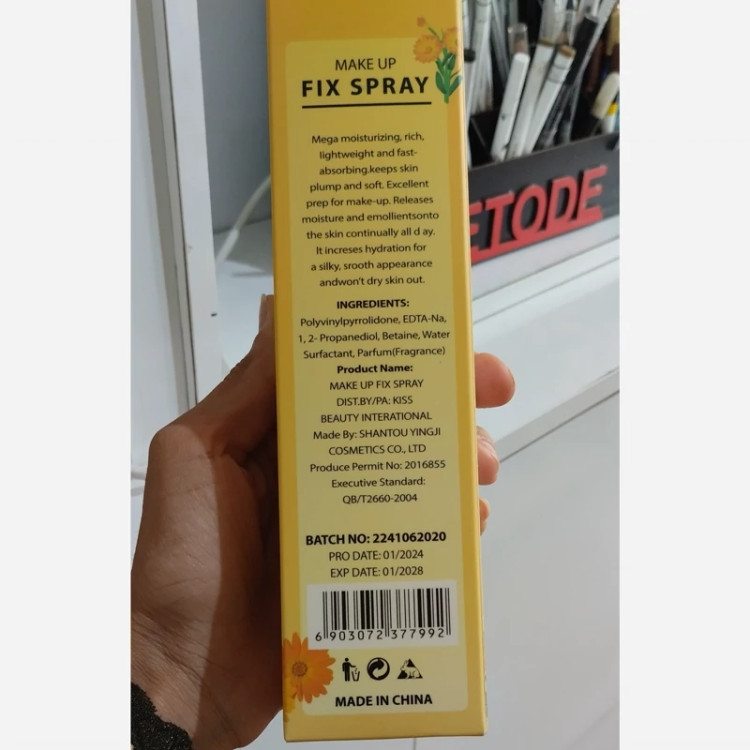 MAKE UP
FIX SPRAY
Mega moisturizing, rich,
lightweight and fast-
absorbing.keeps skin
plump and soft. Excellent
prep for make-up. Releases
moisture and emollientsonto
the skin continually all d ay.
It increses hydration for
a silky, srooth appearance
andwon't dry skin out.
INGREDIENTS:
Polyvinylpyrrolidone, EDTA-Na,
1, 2- Propanediol, Betaine, Water
Surfactant, Parfum(Fragrance)
Product Name:
MAKE UP FIX SPRAY
DIST.BY/PA: KISS
BEAUTY INTERATIONAL
Made By: SHANTOU YINGJI
COSMETICS CO., LTD
Produce Permit No: 2016855
Executive Standard:
QB/T2660-2004
BATCH NO: 2241062020
PRO DATE: 01/2024
EXP DATE: 01/2028
6 903072 377992
MADE IN CHINA
ETODE